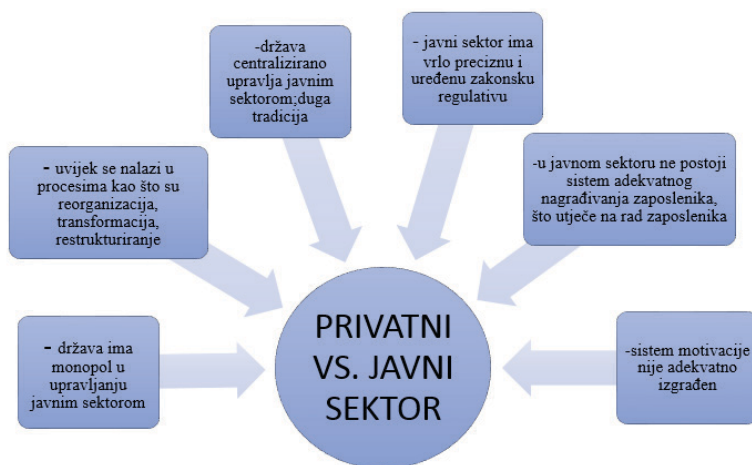 - država ima
monopol u
upravljanju
javnim sektorom
- uvijek se nalazi u
procesima kao što su
reorganizacija,
transformacija,
restrukturiranje
-država
centralizirano
upravlja javnim
sektorom;duga
tradicija
- javni sektor ima
vrlo preciznu i
uređenu zakonsku
regulativu
-u javnom sektoru ne postoji
sistem adekvatnog
nagrađivanja zaposlenika,
što utječe na rad zaposlenika
-sistem motivacije
nije adekvatno
izgrađen
PRIVATNI
VS. JAVNI
SEKTOR